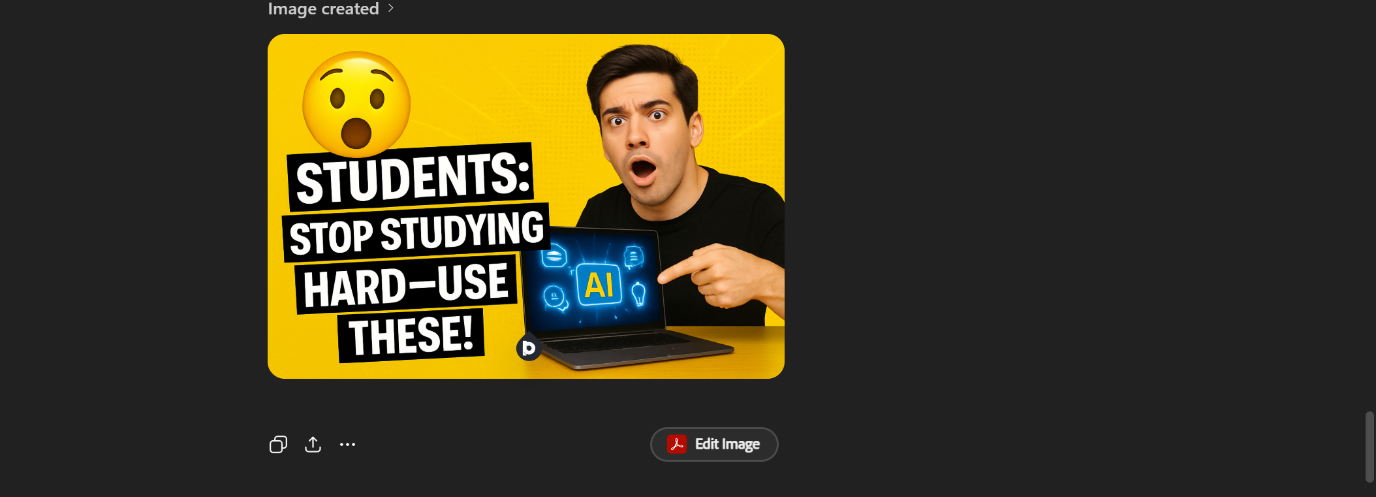 Image created
STUDENTS:
STOP STUDYING
HARD—USE
THESE!
AI
Edit Image